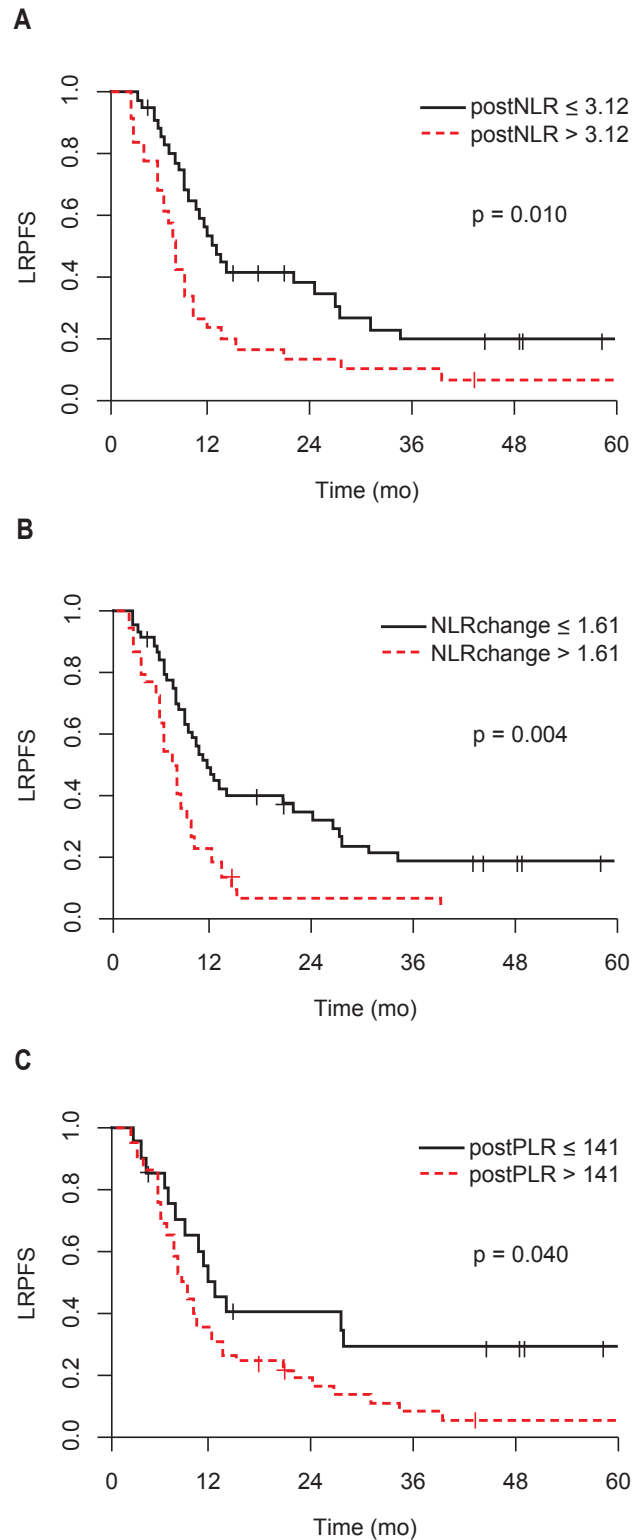 A
1.0
0.8
0.6
0.4
0.2
0.0
LRPFS
postNLR ≤ 3.12
postNLR > 3.12
p = 0.010
0 12 24 36 48 60
Time (mo)
B
1.0
0.8
0.6
0.4
0.2
0.0
LRPFS
NLRchange ≤ 1.61
NLRchange > 1.61
p = 0.004
0 12 24 36 48 60
Time (mo)
C
1.0
0.8
0.6
0.4
0.2
0.0
LRPFS
postPLR ≤ 141
postPLR > 141
p = 0.040
0 12 24 36 48 60
Time (mo)